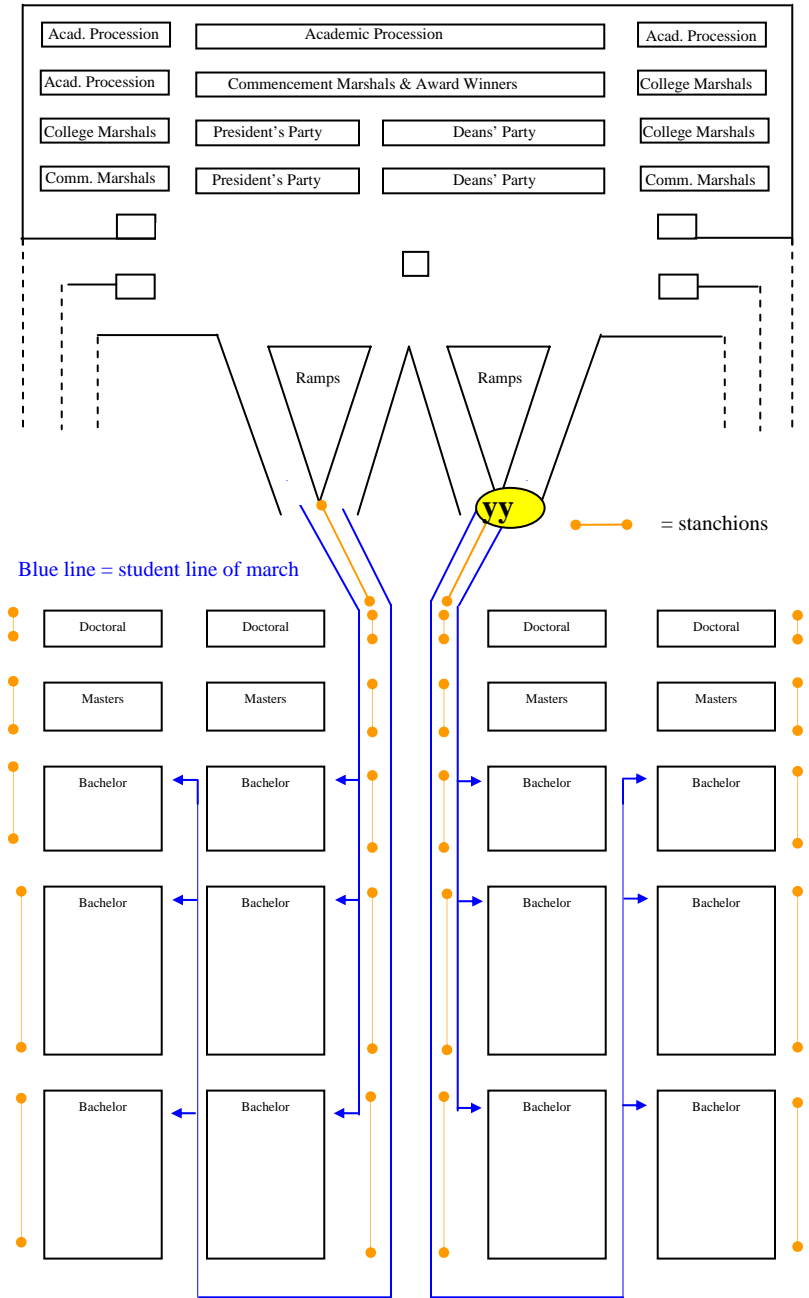 Acad. Procession
Academic Procession
Acad. Procession
Acad. Procession
Commencement Marshals & Award Winners
College Marshals
College Marshals
President's Party
Deans' Party
College Marshals
Comm. Marshals
President's Party
Deans' Party
Comm. Marshals
Ramps
Ramps
yy
= stanchions
Blue line = student line of march
Doctoral
Doctoral
Doctoral
Doctoral
Masters
Masters
Masters
Masters
Bachelor
Bachelor
Bachelor
Bachelor
Bachelor
Bachelor
Bachelor
Bachelor
Bachelor
Bachelor
Bachelor
Bachelor